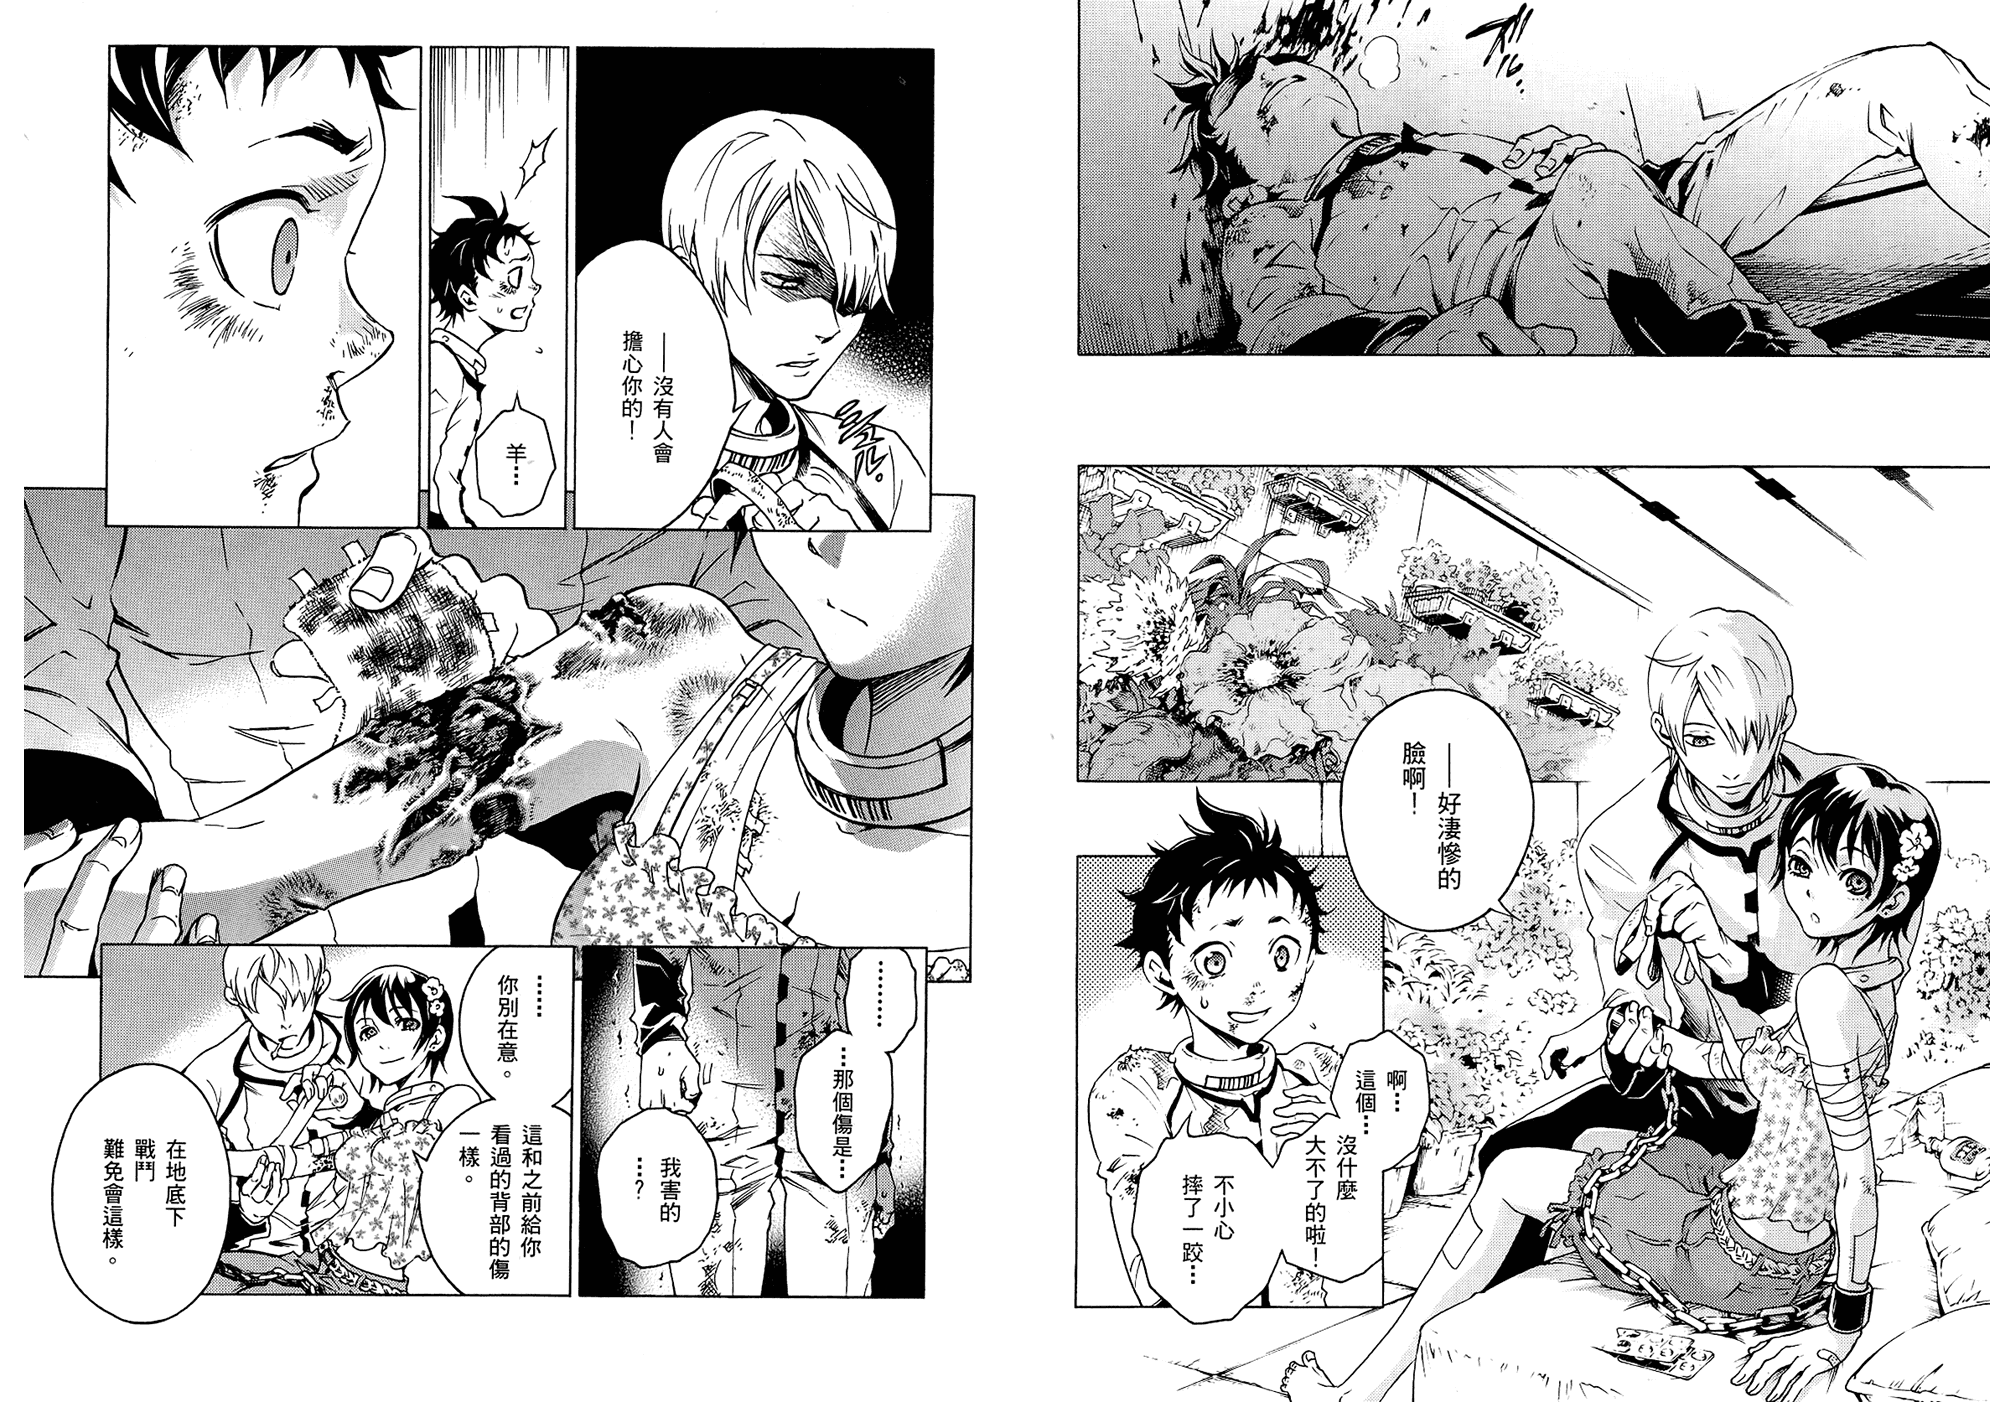 ——好淒慘的
臉啊！
啊…
這個…
沒什麼
大不了的啦！
不小心
摔了一跤…
——沒有人會
擔心你的！
羊…
………
…那個傷是…
我害的
…？
……
你別在意。
這和之前給你
看過的背部的傷
一樣。
在地底下
戰鬥
難免會這樣。